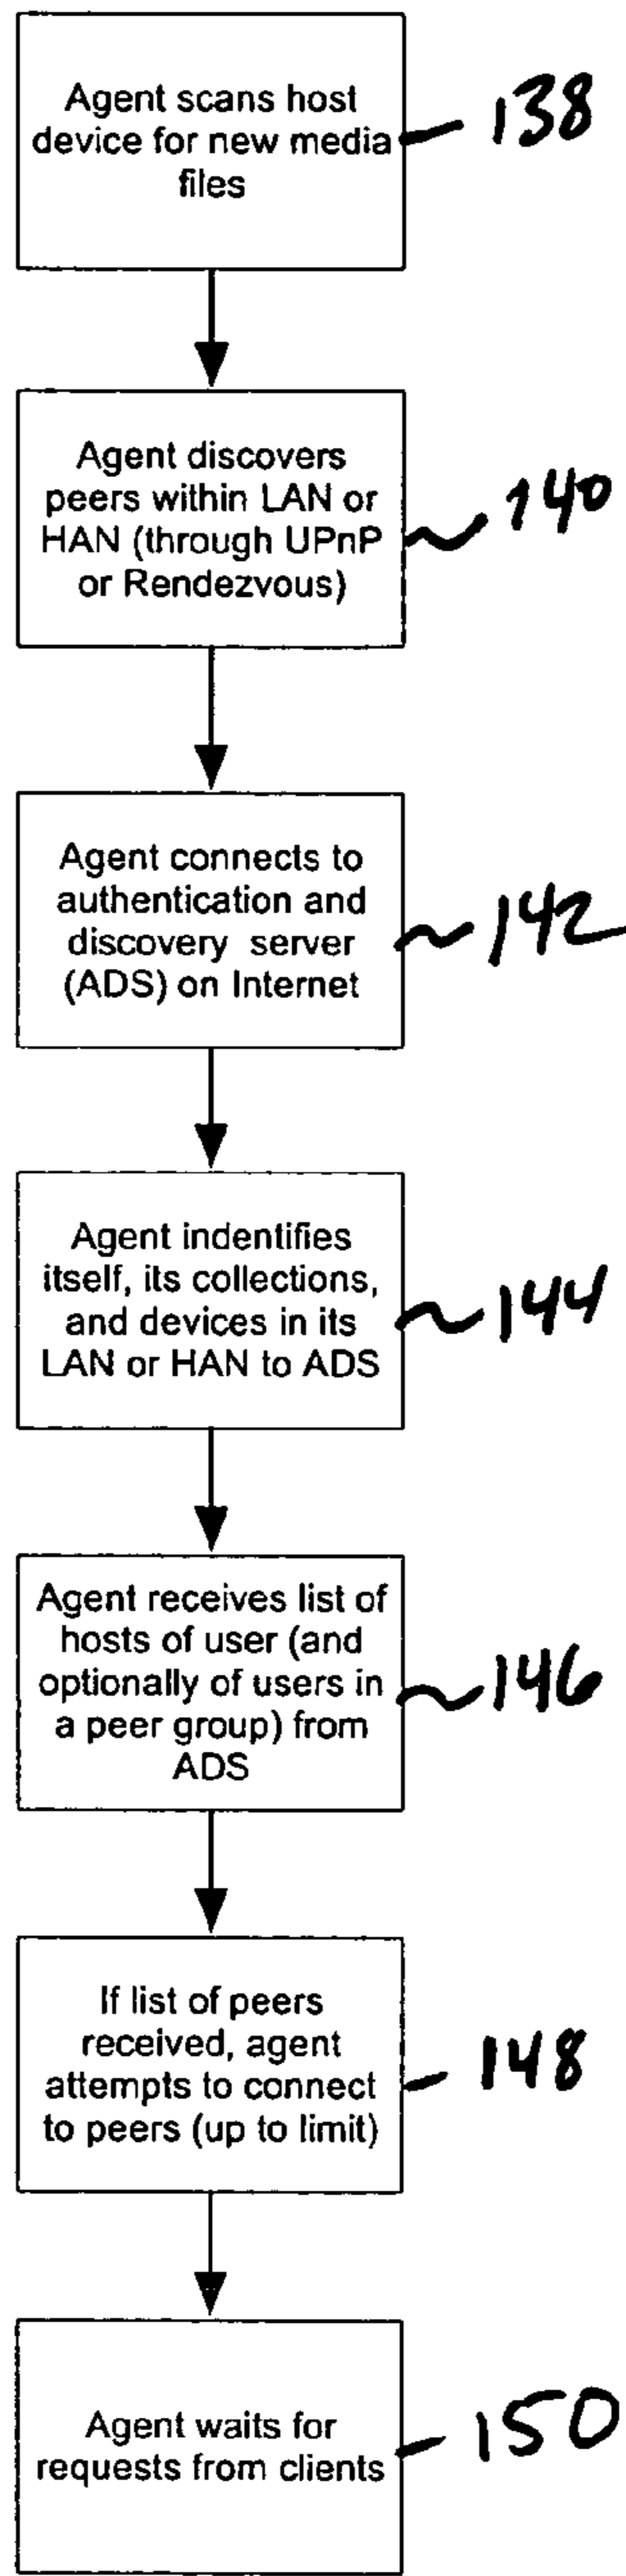 Agent scans host
device for new media
files
138
Agent discovers
peers within LAN or
HAN (through UPnP
or Rendezvous)
140
Agent connects to
authentication and
discovery server
(ADS) on Internet
142
Agent indentifies
itself, its collections,
and devices in its
LAN or HAN to ADS
144
Agent receives list of
hosts of user (and
optionally of users in
a peer group) from
ADS
146
If list of peers
received, agent
attempts to connect
to peers (up to limit)
148
Agent waits for
requests from clients
150